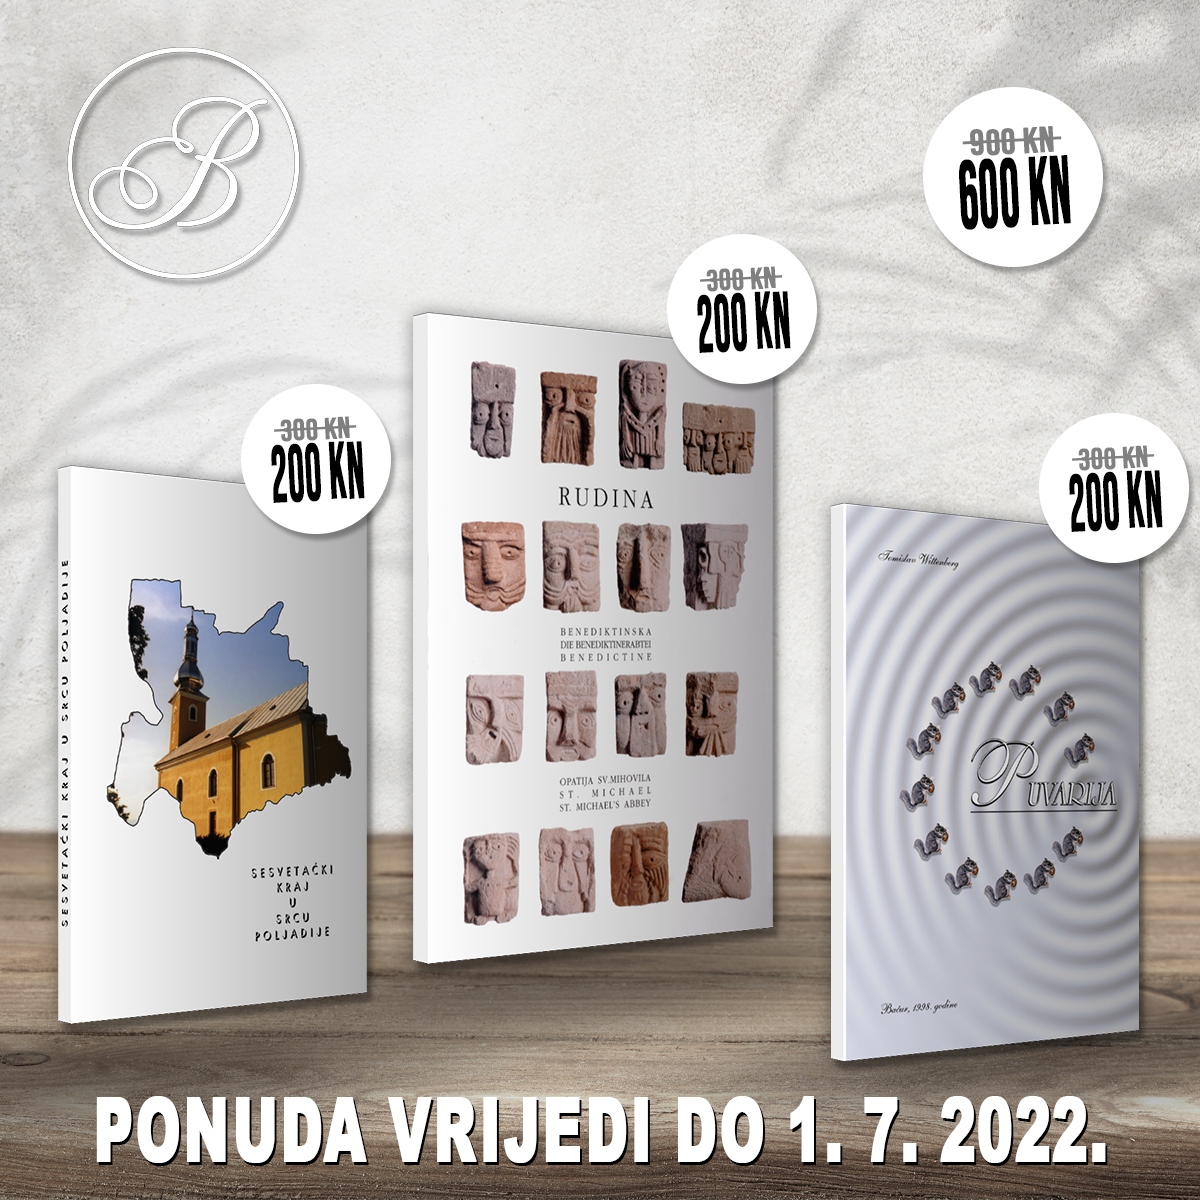 B
900 KN
600 KN
300 KN
200 KN
300 KN
200 KN
300 KN
200 KN
SESVETAČKI KRAJ U SRCU POLJADIJE
SESVETAČKI
KRAJ
U
SRCU
POLJADIJE
RUDINA
BENEDIKTINSKA
DIE BENEDIKTINERABTEI
BENEDICTINE
OPATIJA SV.MIHOVILA
ST. MICHAEL
ST. MICHAEL'S ABBEY
Tomislav Wittenberg
PUVARIJA
Bačur, 1998. godine
PONUDA VRIJEDI DO 1. 7. 2022.